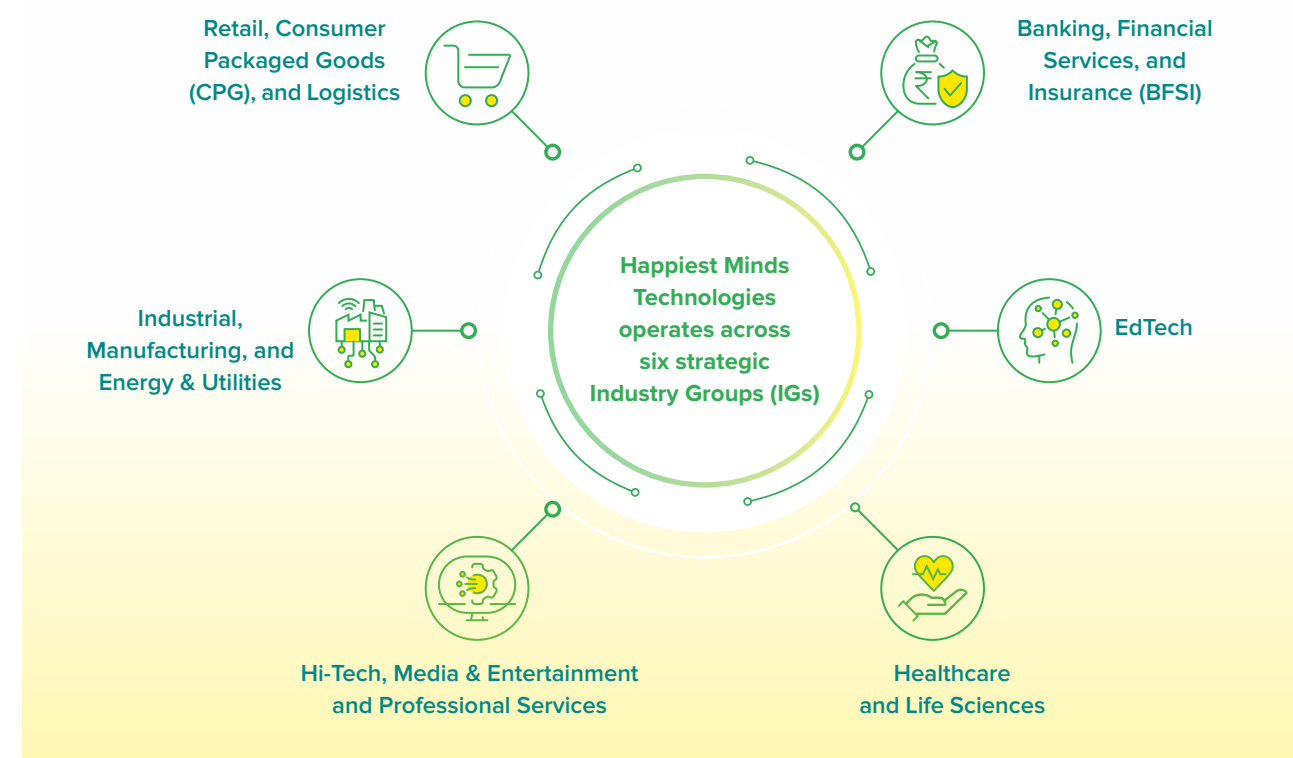 Retail, Consumer
Packaged Goods
(CPG), and Logistics
Banking, Financial
Services, and
Insurance (BFSI)
Happiest Minds
Technologies
operates across
six strategic
Industry Groups (IGs)
Industrial,
Manufacturing, and
Energy & Utilities
EdTech
Hi-Tech, Media & Entertainment
and Professional Services
Healthcare
and Life Sciences